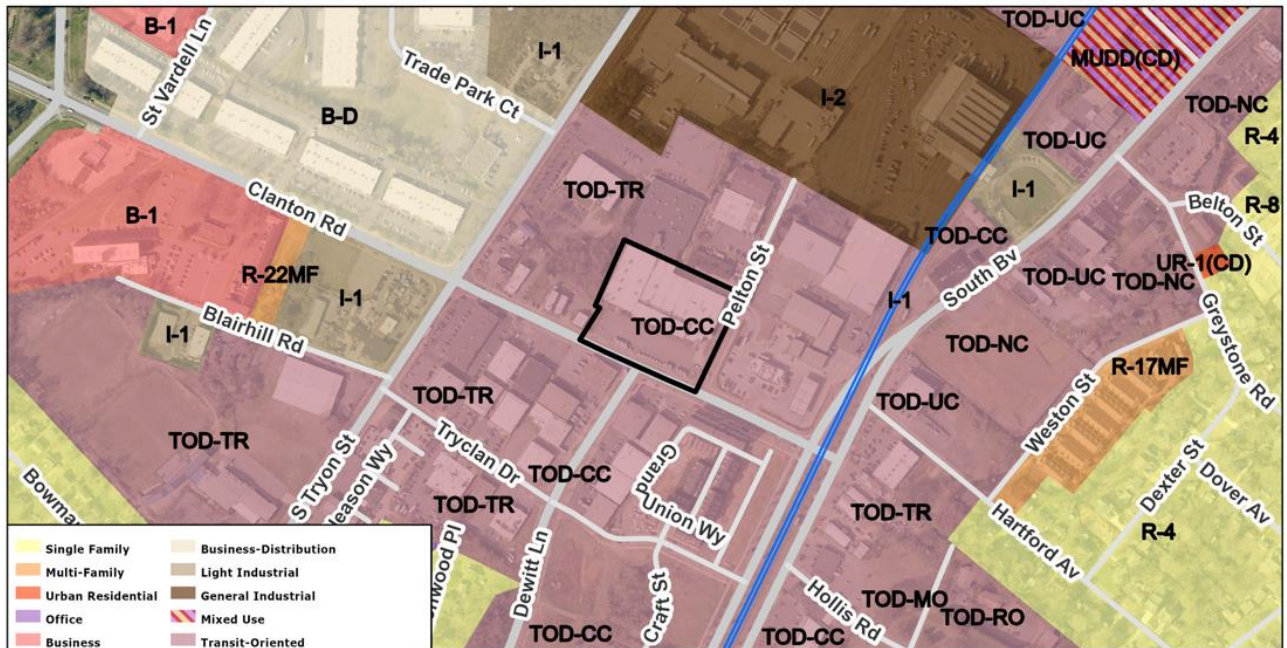 B-1
St Vardell Ln
Trade Park Ct
I-1
TOD-UC
MUDD(CD)
B-D
I-2
TOD-NC
R-4
TOD-UC
TOD-TR
I-1
Clanton Rd
B-1
R-8
Belton St
R-22MF
TOD-CC
UR-1(CD)
TOD-UC
TOD-NC
South Bv
Pelton St
I-1
I-1
I-1
Blairhill Rd
TOD-CC
Greystone Rd
TOD-NC
R-17MF
TOD-TR
TOD-UC
Weston St
TOD-TR
S Tryon St
Tryclan Dr
TOD-CC
Grand Union Wy
Dexter St
Dover Av
TOD-TR
TOD-TR
Hartford Av
R-4
Dewitt Ln
Craft St
Hollis Rd
TOD-MO
TOD-RO
TOD-CC
TOD-CC
Single Family
Multi-Family
Urban Residential
Office
Business
Business-Distribution
Light Industrial
General Industrial
Mixed Use
Transit-Oriented